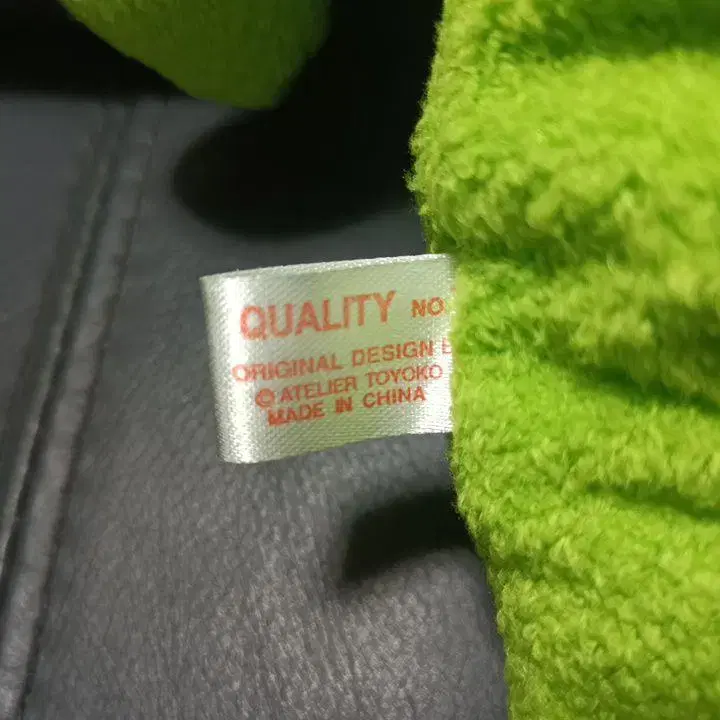 QUALITY NO.
ORIGINAL DESIGN
© ATELIER TOYOKO
MADE IN CHINA